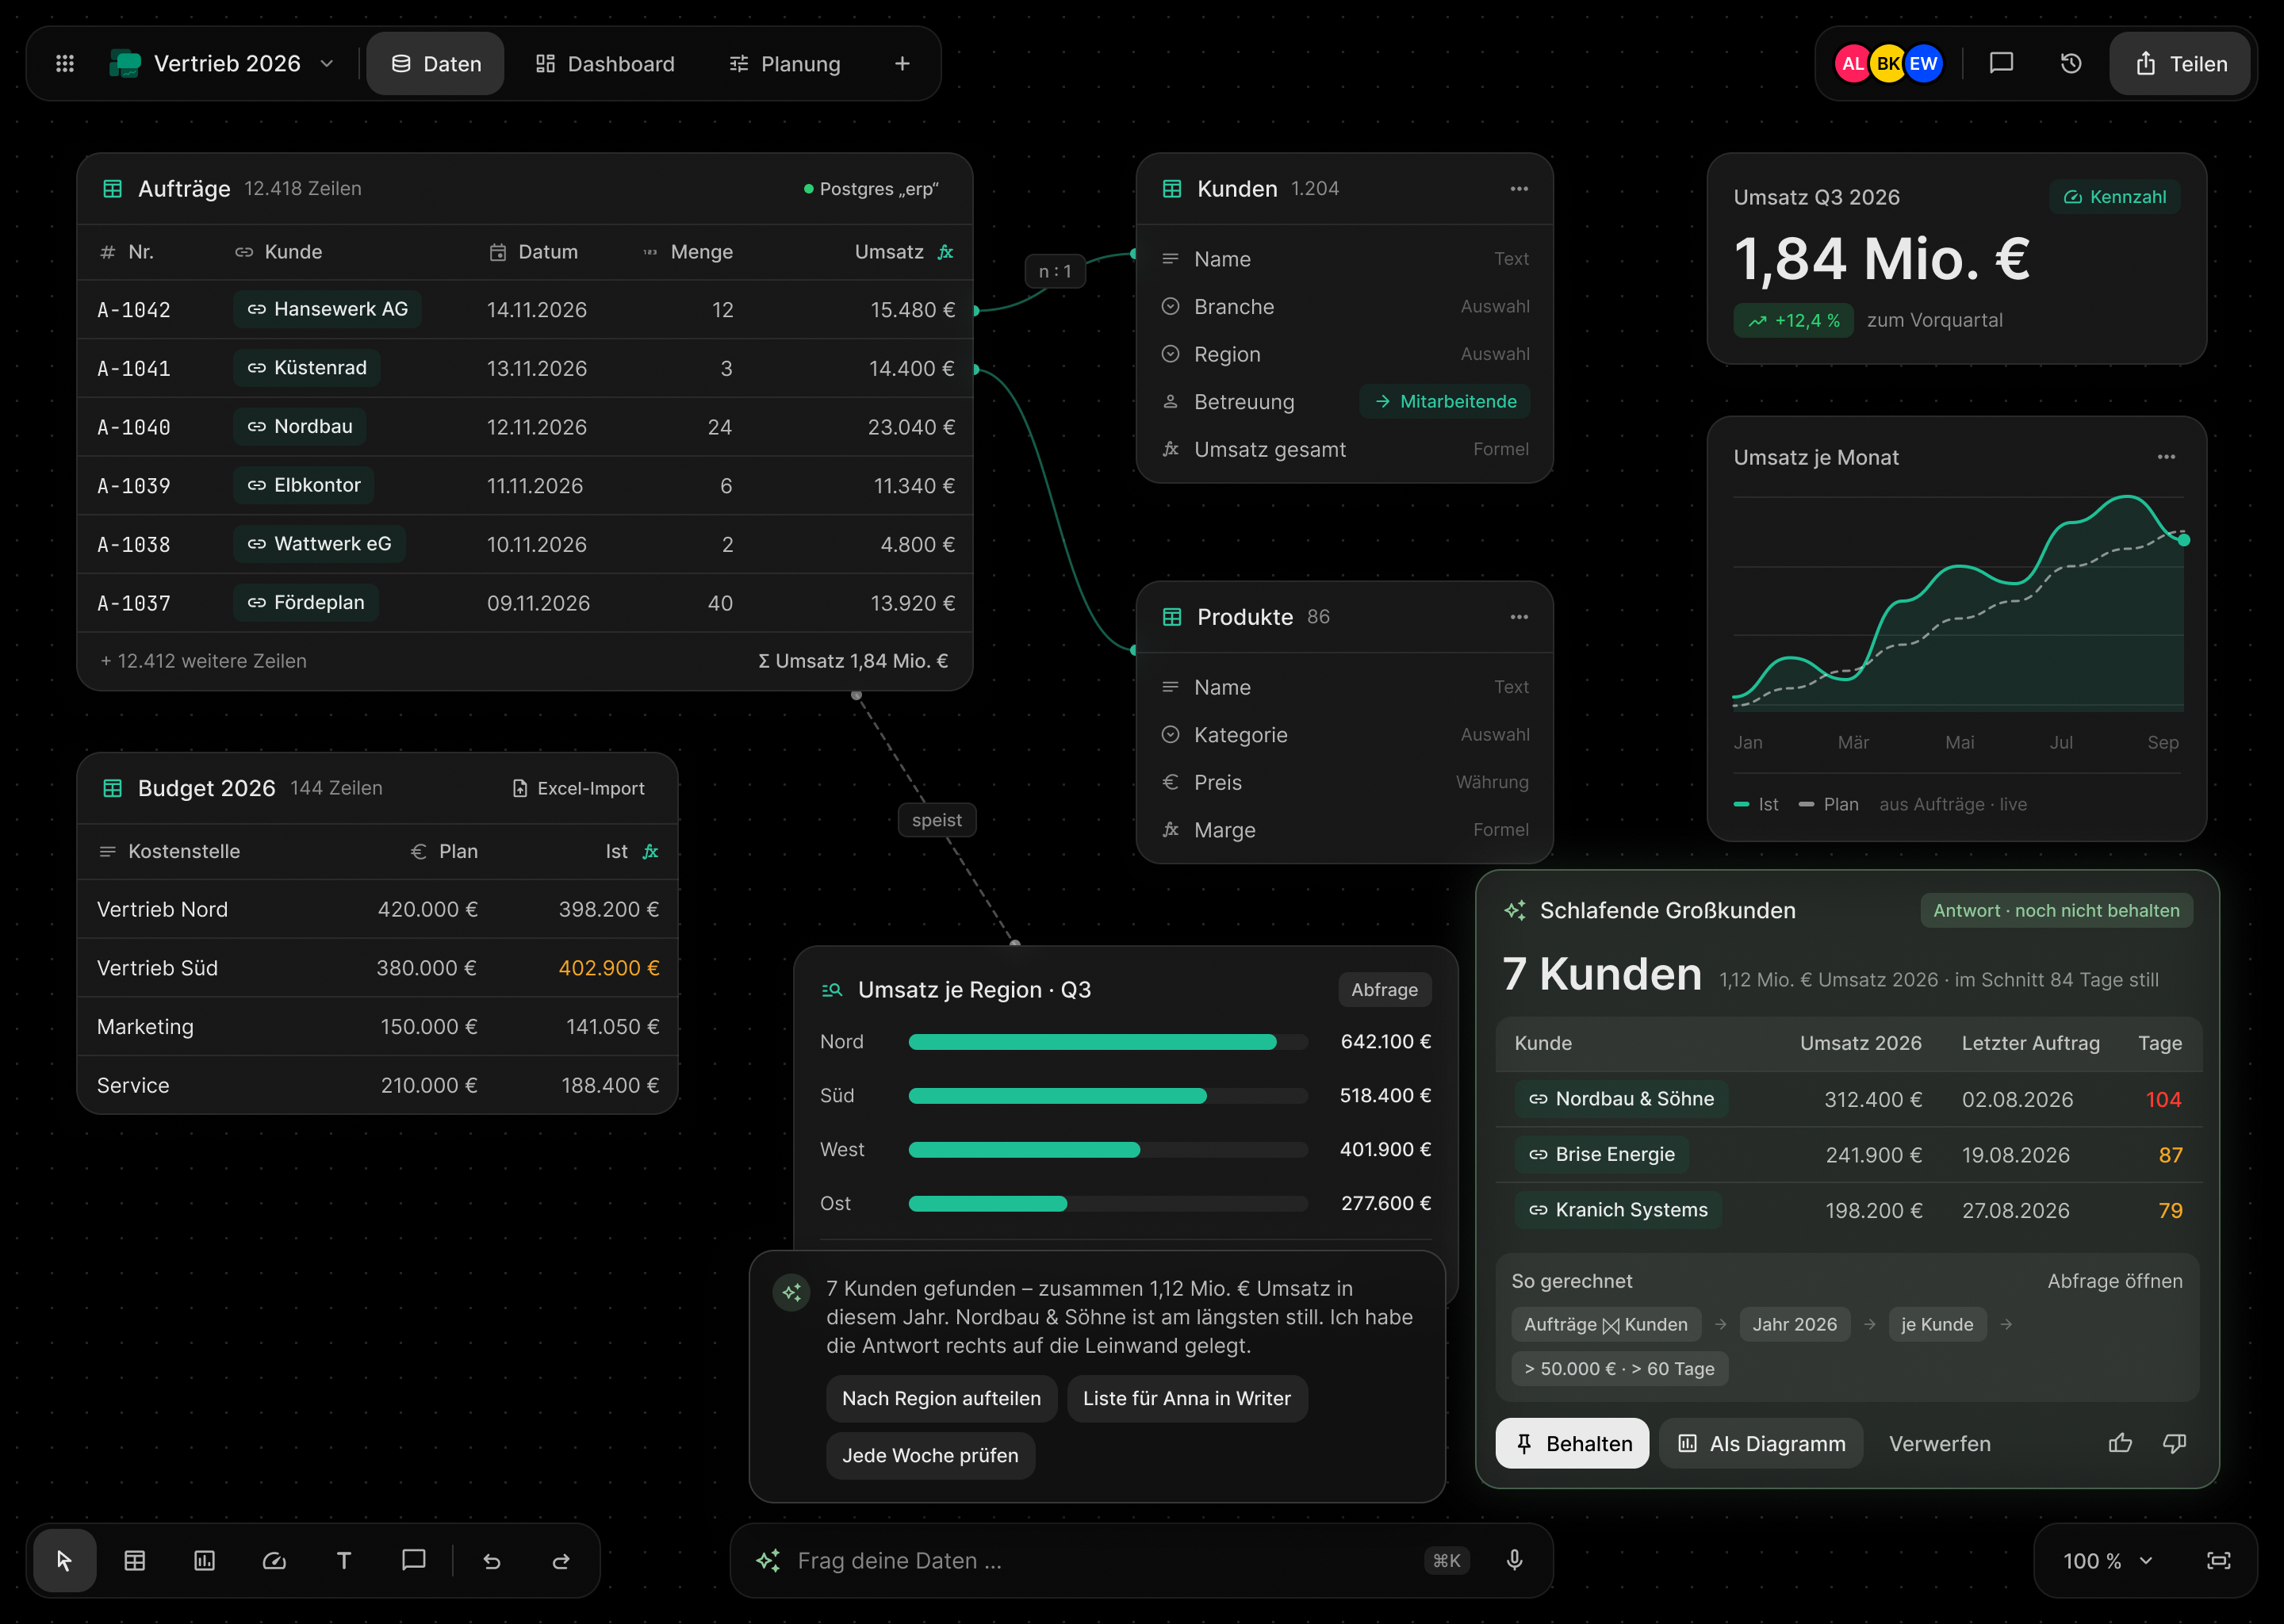 Vertrieb 2026
Daten
Dashboard
Planung
AL BK EW
Teilen
Aufträge 12.418 Zeilen
Postgres „erp“
Nr. Kunde Datum Menge Umsatz fx
A-1042 Hansewerk AG 14.11.2026 12 15.480 €
A-1041 Küstenrad 13.11.2026 3 14.400 €
A-1040 Nordbau 12.11.2026 24 23.040 €
A-1039 Elbkontor 11.11.2026 6 11.340 €
A-1038 Wattwerk eG 10.11.2026 2 4.800 €
A-1037 Fördeplan 09.11.2026 40 13.920 €
+ 12.412 weitere Zeilen
Σ Umsatz 1,84 Mio. €
n : 1
Kunden 1.204
Name Text
Branche Auswahl
Region Auswahl
Betreuung → Mitarbeitende
fx Umsatz gesamt Formel
Umsatz Q3 2026
Kennzahl
1,84 Mio. €
+12,4 % zum Vorquartal
Umsatz je Monat
Jan Mär Mai Jul Sep
Ist Plan aus Aufträge · live
Produkte 86
Name Text
Kategorie Auswahl
€ Preis Währung
fx Marge Formel
Budget 2026 144 Zeilen
Excel-Import
Kostenstelle € Plan Ist fx
Vertrieb Nord 420.000 € 398.200 €
Vertrieb Süd 380.000 € 402.900 €
Marketing 150.000 € 141.050 €
Service 210.000 € 188.400 €
speist
Umsatz je Region · Q3
Abfrage
Nord 642.100 €
Süd 518.400 €
West 401.900 €
Ost 277.600 €
Schlafende Großkunden
Antwort · noch nicht behalten
7 Kunden 1,12 Mio. € Umsatz 2026 · im Schnitt 84 Tage still
Kunde Umsatz 2026 Letzter Auftrag Tage
Nordbau & Söhne 312.400 € 02.08.2026 104
Brise Energie 241.900 € 19.08.2026 87
Kranich Systems 198.200 € 27.08.2026 79
So gerechnet
Abfrage öffnen
Aufträge ⋈ Kunden → Jahr 2026 → je Kunde →
> 50.000 € · > 60 Tage
Behalten
Als Diagramm
Verwerfen
7 Kunden gefunden – zusammen 1,12 Mio. € Umsatz in
diesem Jahr. Nordbau & Söhne ist am längsten still. Ich habe
die Antwort rechts auf die Leinwand gelegt.
Nach Region aufteilen
Liste für Anna in Writer
Jede Woche prüfen
T
Frag deine Daten ...
⌘K
100 %